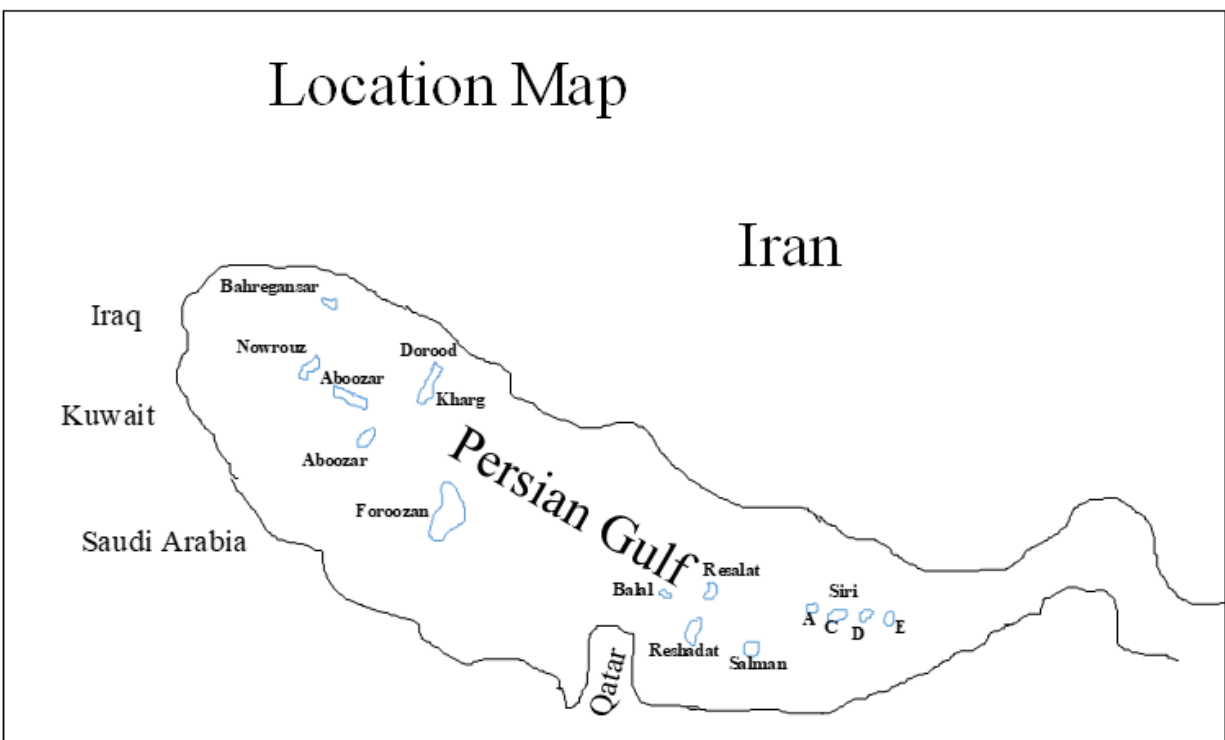 Location Map
Iran
Bahregansar
Iraq
Nowrouz
Dorood
Aboozar
Kharg
Kuwait
Persian Gulf
Aboozar
Foroozan
Saudi Arabia
Resalat
Balal
Siri
A
C
D
E
Reshadat
Salman
Qatar